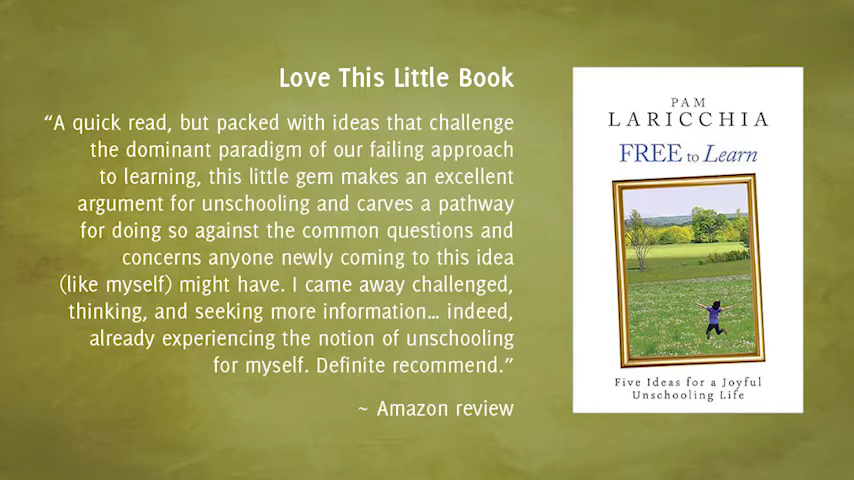 Love This Little Book
“A quick read, but packed with ideas that challenge
the dominant paradigm of our failing approach
to learning, this little gem makes an excellent
argument for unschooling and carves a pathway
for doing so against the common questions and
concerns anyone newly coming to this idea
(like myself) might have. I came away challenged,
thinking, and seeking more information... indeed,
already experiencing the notion of unschooling
for myself. Definite recommend.”
~ Amazon review
PAM
LARICCHIA
FREE to Learn
Five Ideas for a Joyful
Unschooling Life